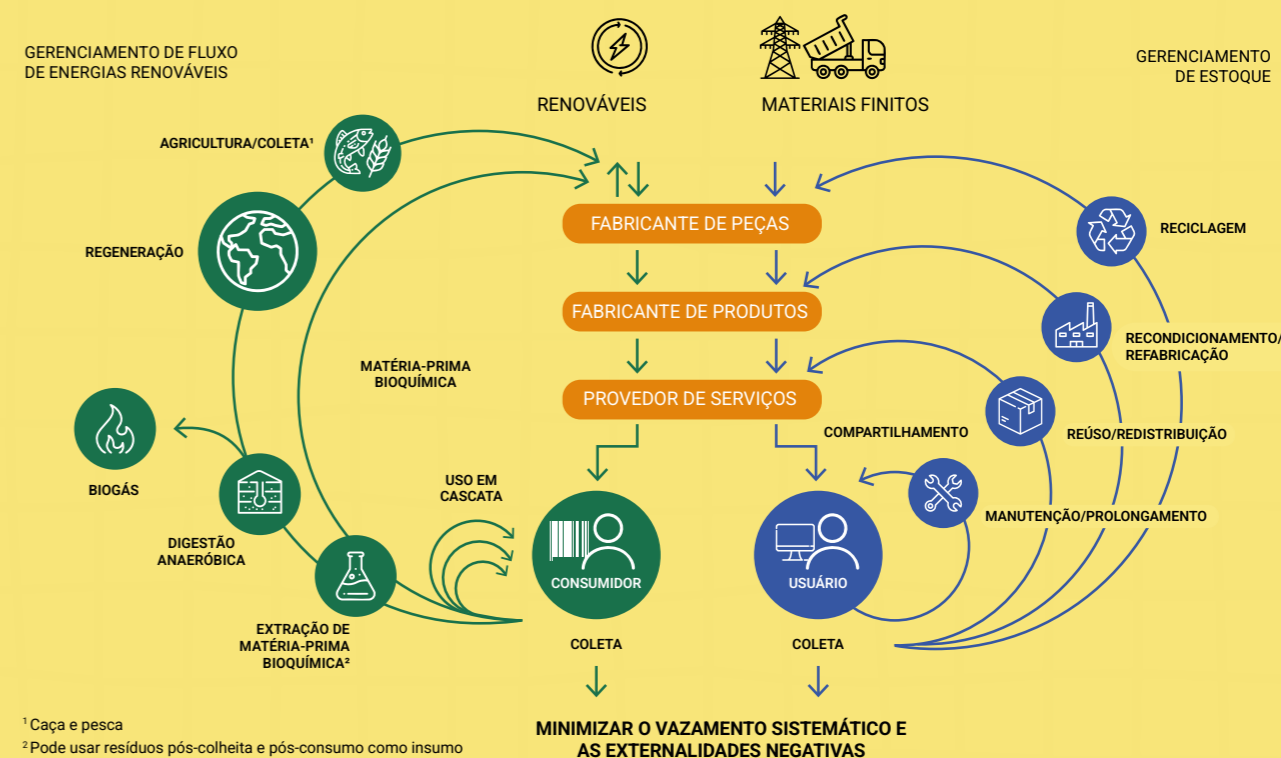 GERENCIAMENTO DE FLUXO
DE ENERGIAS RENOVÁVEIS
RENOVÁVEIS
MATERIAIS FINITOS
GERENCIAMENTO
DE ESTOQUE
AGRICULTURA/COLETA¹
REGENERAÇÃO
BIOGÁS
DIGESTÃO
ANAERÓBICA
EXTRAÇÃO DE
MATÉRIA-PRIMA
BIOQUÍMICA²
MATÉRIA-PRIMA
BIOQUÍMICA
USO EM
CASCATA
FABRICANTE DE PEÇAS
FABRICANTE DE PRODUTOS
PROVEDOR DE SERVIÇOS
CONSUMIDOR
COLETA
USUÁRIO
COLETA
COMPARTILHAMENTO
RECICLAGEM
RECONDICIONAMENTO/
REFABRICAÇÃO
REÚSO/REDISTRIBUIÇÃO
MANUTENÇÃO/PROLONGAMENTO
MINIMIZAR O VAZAMENTO SISTEMÁTICO E
AS EXTERNALIDADES NEGATIVAS
¹ Caça e pesca
² Pode usar resíduos pós-colheita e pós-consumo como insumo